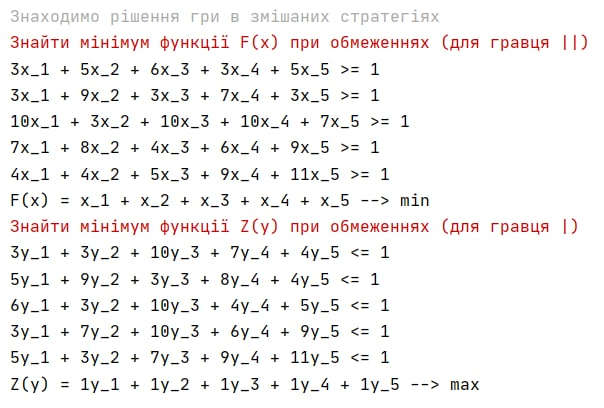 Знаходимо рішення гри в змішаних стратегіях
Знайти мінімум функції F(x) при обмеженнях (для гравця ||)
3x_1 + 5x_2 + 6x_3 + 3x_4 + 5x_5 >= 1
3x_1 + 9x_2 + 3x_3 + 7x_4 + 3x_5 >= 1
10x_1 + 3x_2 + 10x_3 + 10x_4 + 7x_5 >= 1
7x_1 + 8x_2 + 4x_3 + 6x_4 + 9x_5 >= 1
4x_1 + 4x_2 + 5x_3 + 9x_4 + 11x_5 >= 1
F(x) = x_1 + x_2 + x_3 + x_4 + x_5 --> min
Знайти мінімум функції Z(y) при обмеженнях (для гравця |)
3y_1 + 3y_2 + 10y_3 + 7y_4 + 4y_5 <= 1
5y_1 + 9y_2 + 3y_3 + 8y_4 + 4y_5 <= 1
6y_1 + 3y_2 + 10y_3 + 4y_4 + 5y_5 <= 1
3y_1 + 7y_2 + 10y_3 + 6y_4 + 9y_5 <= 1
5y_1 + 3y_2 + 7y_3 + 9y_4 + 11y_5 <= 1
Z(y) = 1y_1 + 1y_2 + 1y_3 + 1y_4 + 1y_5 --> max